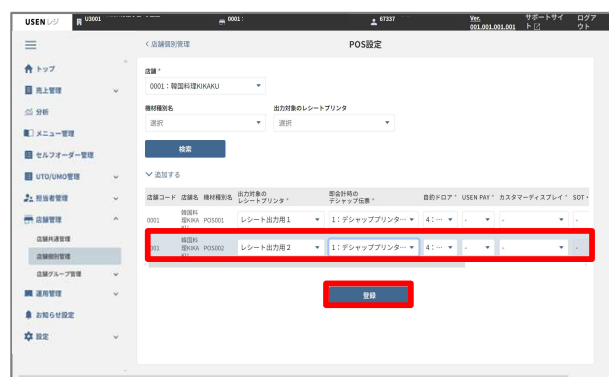 USEN レジ
U3001
0001:
67337
Ver.
001.001.001.001
サポートサイト
ログアウト
店舗個別管理
POS設定
トップ
売上管理
分析
メニュー管理
セルフオーダー管理
UTO/UMO管理
担当者管理
店舗管理
店舗共通管理
店舗個別管理
店舗グループ管理
運用管理
お知らせ設定
設定
店舗 *
0001:韓国料理KIKAKU
機材種別名
出力対象のレシートプリンタ
選択
選択
検索
追加する
店舗コード 店舗名 機材種別名 出力対象のレシートプリンタ * 即会計時のデシャップ伝票 * 自釣ドロア * USEN PAY * カスタマーディスプレイ * SOT・
0001 韓国料理KIKAKU POS001 レシート出力用1 1:デシャッププリンタ… 4:… - - -
001 韓国料理KIKAKU POS002 レシート出力用2 1:デシャッププリンタ… 4:… - - -
登録